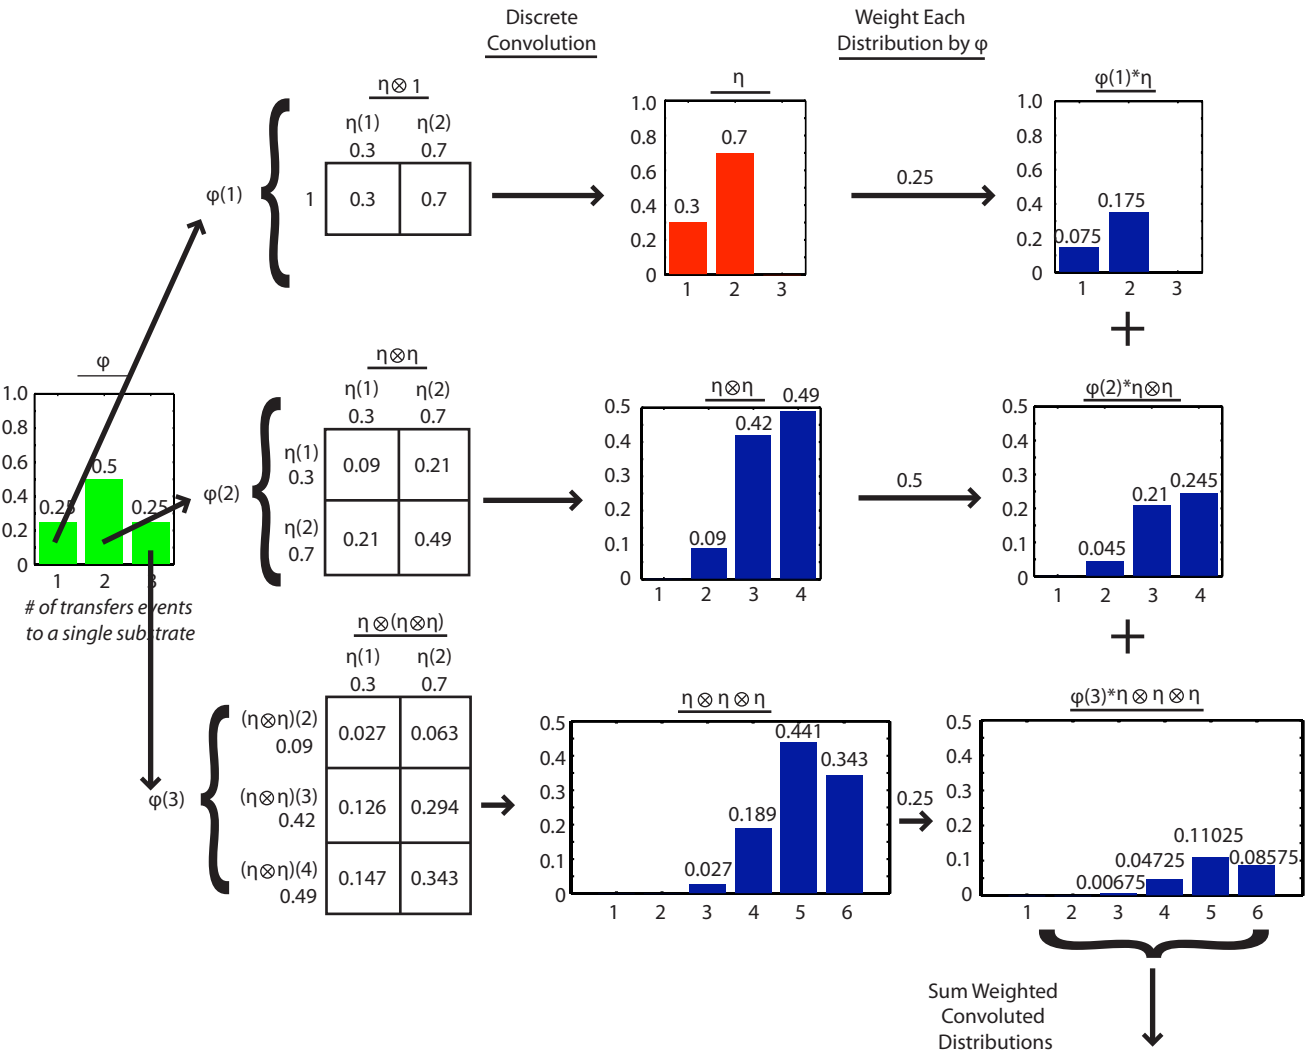 Discrete
Convolution
Weight Each
Distribution by φ
η⊗1
η(1) η(2)
0.3 0.7
φ(1)
1 0.3 0.7
η
1.0
0.8
0.6
0.4
0.2
0
0.3
0.7
1 2 3
0.25
φ(1)*η
1.0
0.8
0.6
0.4
0.2
0
0.075
0.175
1 2 3
+
φ
1.0
0.8
0.6
0.4
0.2
0
0.25
0.5
0.25
1 2 3
# of transfers events
to a single substrate
η⊗η
η(1) η(2)
0.3 0.7
φ(2)
η(1)
0.3
0.09 0.21
η(2)
0.7
0.21 0.49
η⊗η
0.5
0.4
0.3
0.2
0.1
0
0.09
0.42
0.49
1 2 3 4
0.5
φ(2)*η⊗η
0.5
0.4
0.3
0.2
0.1
0
0.045
0.21
0.245
1 2 3 4
+
η⊗(η⊗η)
η(1) η(2)
0.3 0.7
φ(3)
(η⊗η)(2)
0.09
0.027 0.063
(η⊗η)(3)
0.42
0.126 0.294
(η⊗η)(4)
0.49
0.147 0.343
η⊗η⊗η
0.5
0.4
0.3
0.2
0.1
0
0.027
0.189
0.441
0.343
1 2 3 4 5 6
0.25
φ(3)*η⊗η⊗η
0.5
0.4
0.3
0.2
0.1
0
0.00675
0.04725
0.11025
0.08575
1 2 3 4 5 6
Sum Weighted
Convoluted
Distributions